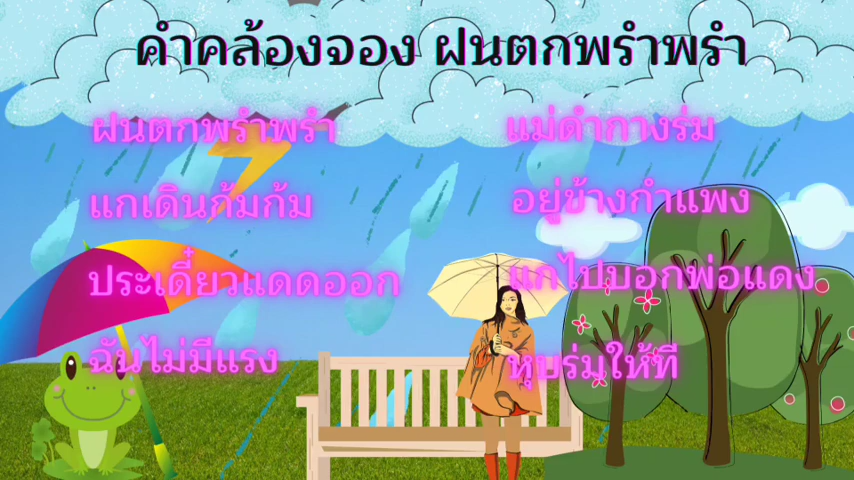 คำคล้องจอง ฝนตกพรำพรำ
ฝนตกพรำพรำ แม่ดำกางร่ม
แกเดินก้มก้ม อยู่ข้างกำแพง
ประเดี๋ยวแดดออก แกไปบอกพ่อแดง
ฉันไม่มีแรง หุบร่มให้ที